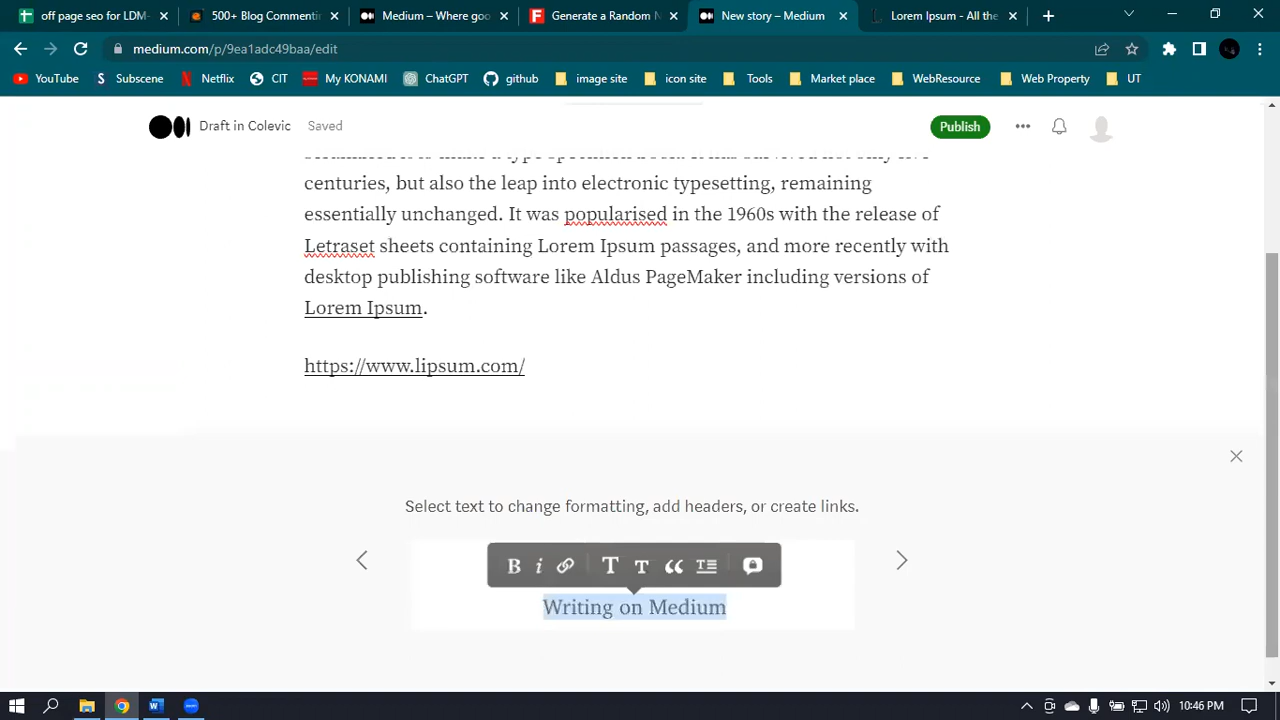 off page for LDM-
500+ Blog Commenti
Medium – Where goo
Generate a Random N
New story – Medium
Lorem Ipsum - All the
medium.com/p/9ea1adc49baa/edit
YouTube
Subscene
Netflix
CIT
My KONAMI
ChatGPT
github
image site
icon site
Tools
Market place
WebResource
Web Property
UT
Draft in Colevic
Saved
Publish
centuries, but also the leap into electronic typesetting, remaining
essentially unchanged. It was popularised in the 1960s with the release of
Letraset sheets containing Lorem Ipsum passages, and more recently with
desktop publishing software like Aldus PageMaker including versions of
Lorem Ipsum.
https://www.lipsum.com/
Select text to change formatting, add headers, or create links.
B i T T
Writing on Medium
10:46 PM